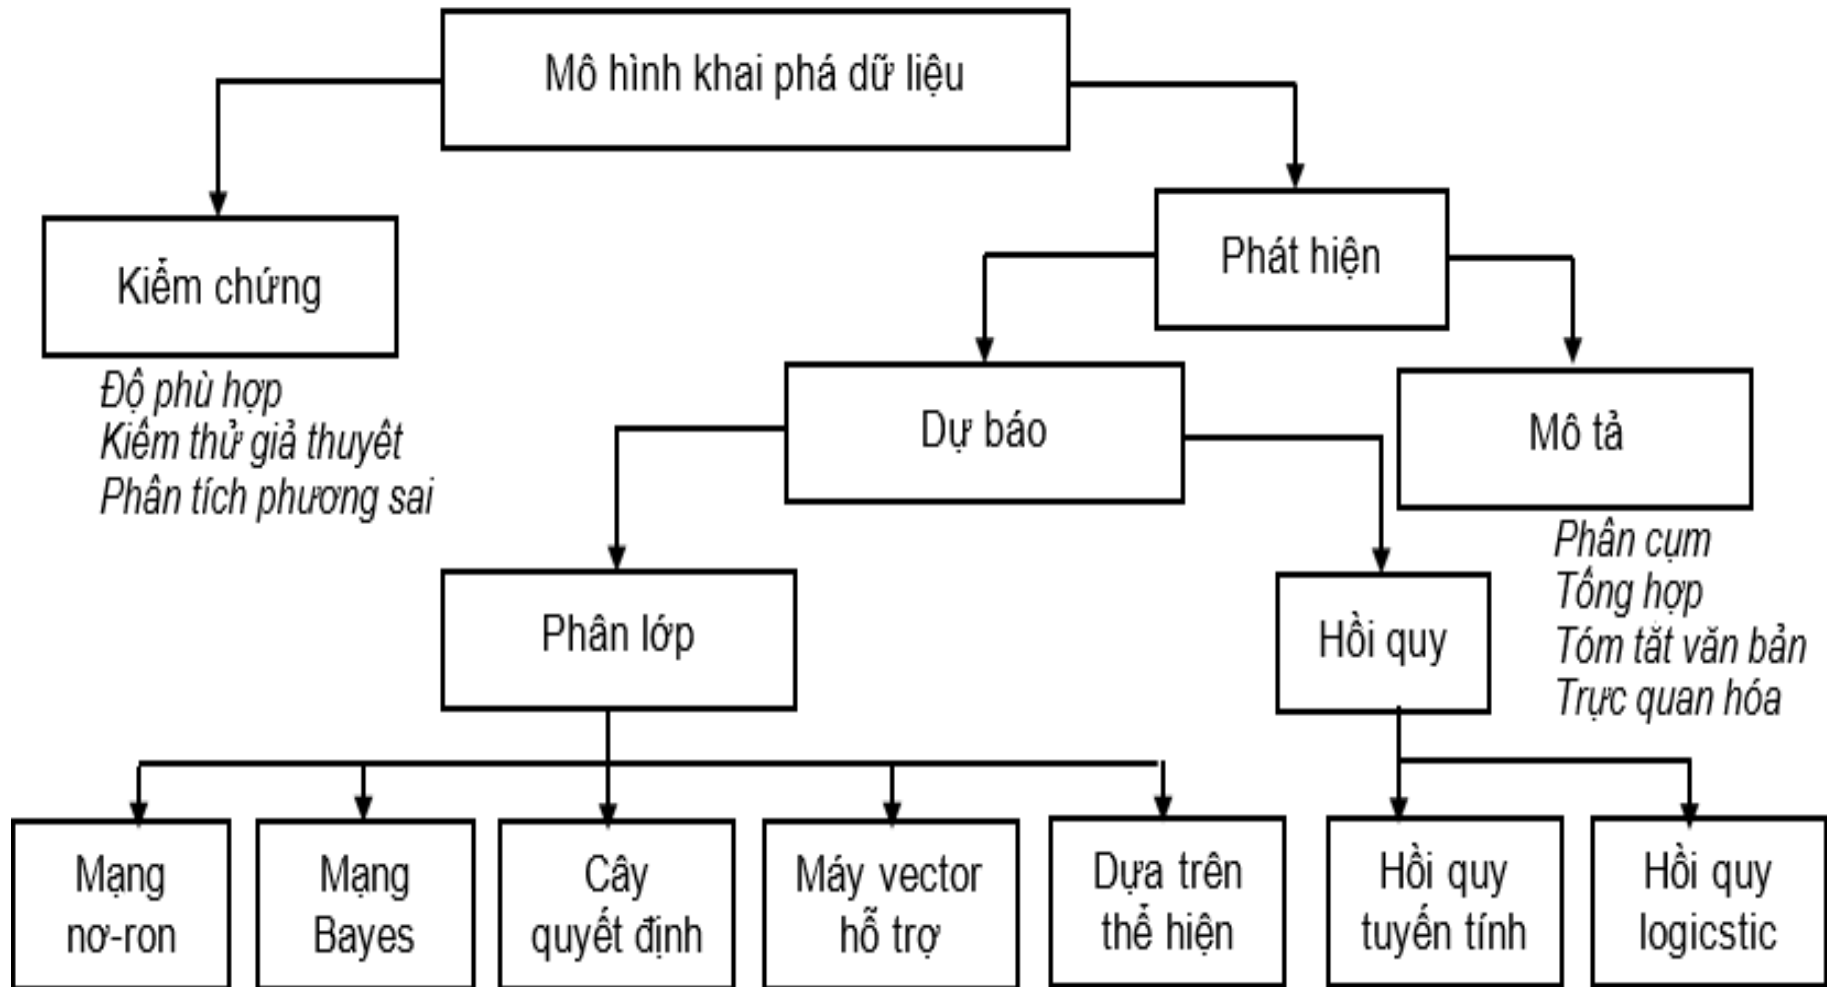 Mô hình khai phá dữ liệu
Kiểm chứng
Phát hiện
Độ phù hợp
Kiểm thử giả thuyết
Phân tích phương sai
Dự báo
Mô tả
Phân cụm
Tổng hợp
Tóm tắt văn bản
Trực quan hóa
Phân lớp
Hồi quy
Mạng
nơ-ron
Mạng
Bayes
Cây
quyết định
Máy vector
hỗ trợ
Dựa trên
thể hiện
Hồi quy
tuyến tính
Hồi quy
logicstic